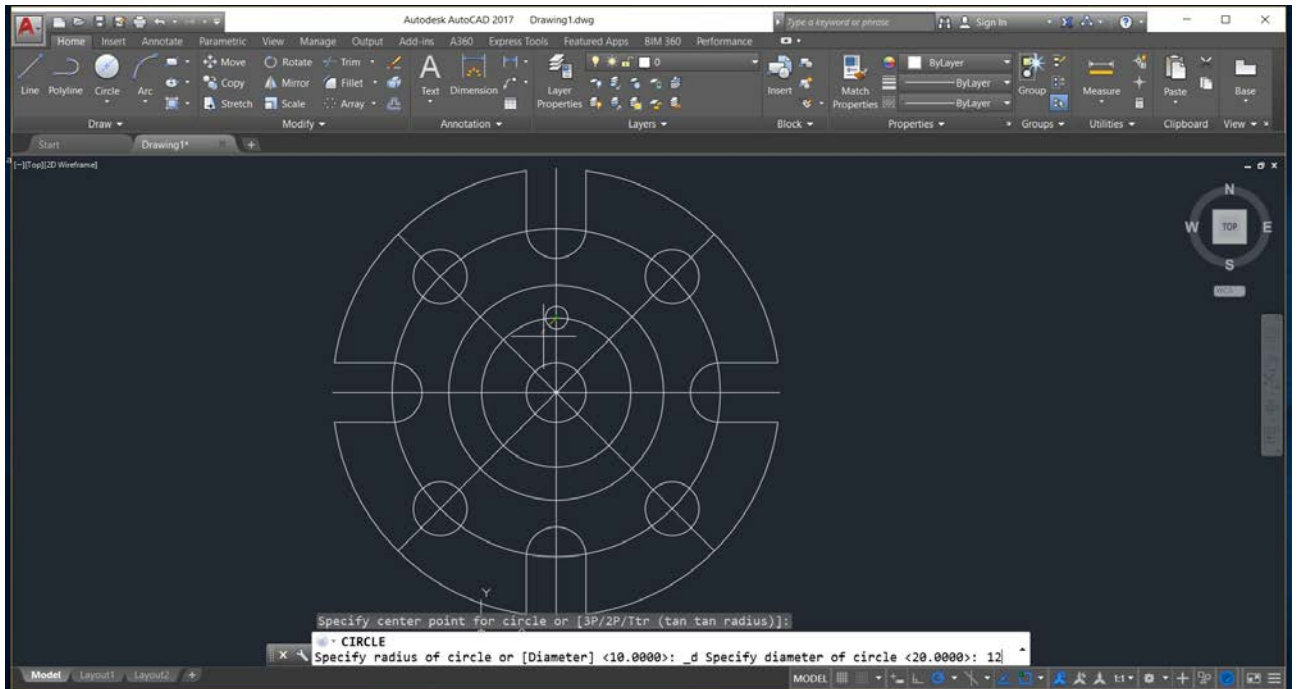 Autodesk AutoCAD 2017 Drawing1.dwg
Type a keyword or phrase
Sign In
Home Insert Annotate Parametric View Manage Output Add-ins A360 Express Tools Featured Apps BIM 360 Performance
Line Polyline Circle Arc
Move Rotate Trim
Copy Mirror Fillet
Stretch Scale Array
Text Dimension
Layer Properties
0
Insert
Match Properties
ByLayer
ByLayer
ByLayer
Group
Measure
Paste
Base
Draw Modify Annotation Layers Block Properties Groups Utilities Clipboard View
Start Drawing1*
[−][Top][2D Wireframe]
N
W TOP E
S
WCS
Y
Specify center point for circle or [3P/2P/Ttr (tan tan radius)]:
CIRCLE
Specify radius of circle or [Diameter] <10.0000>: _d Specify diameter of circle <20.0000>: 12
Model Layout1 Layout2 +
MODEL
1:1